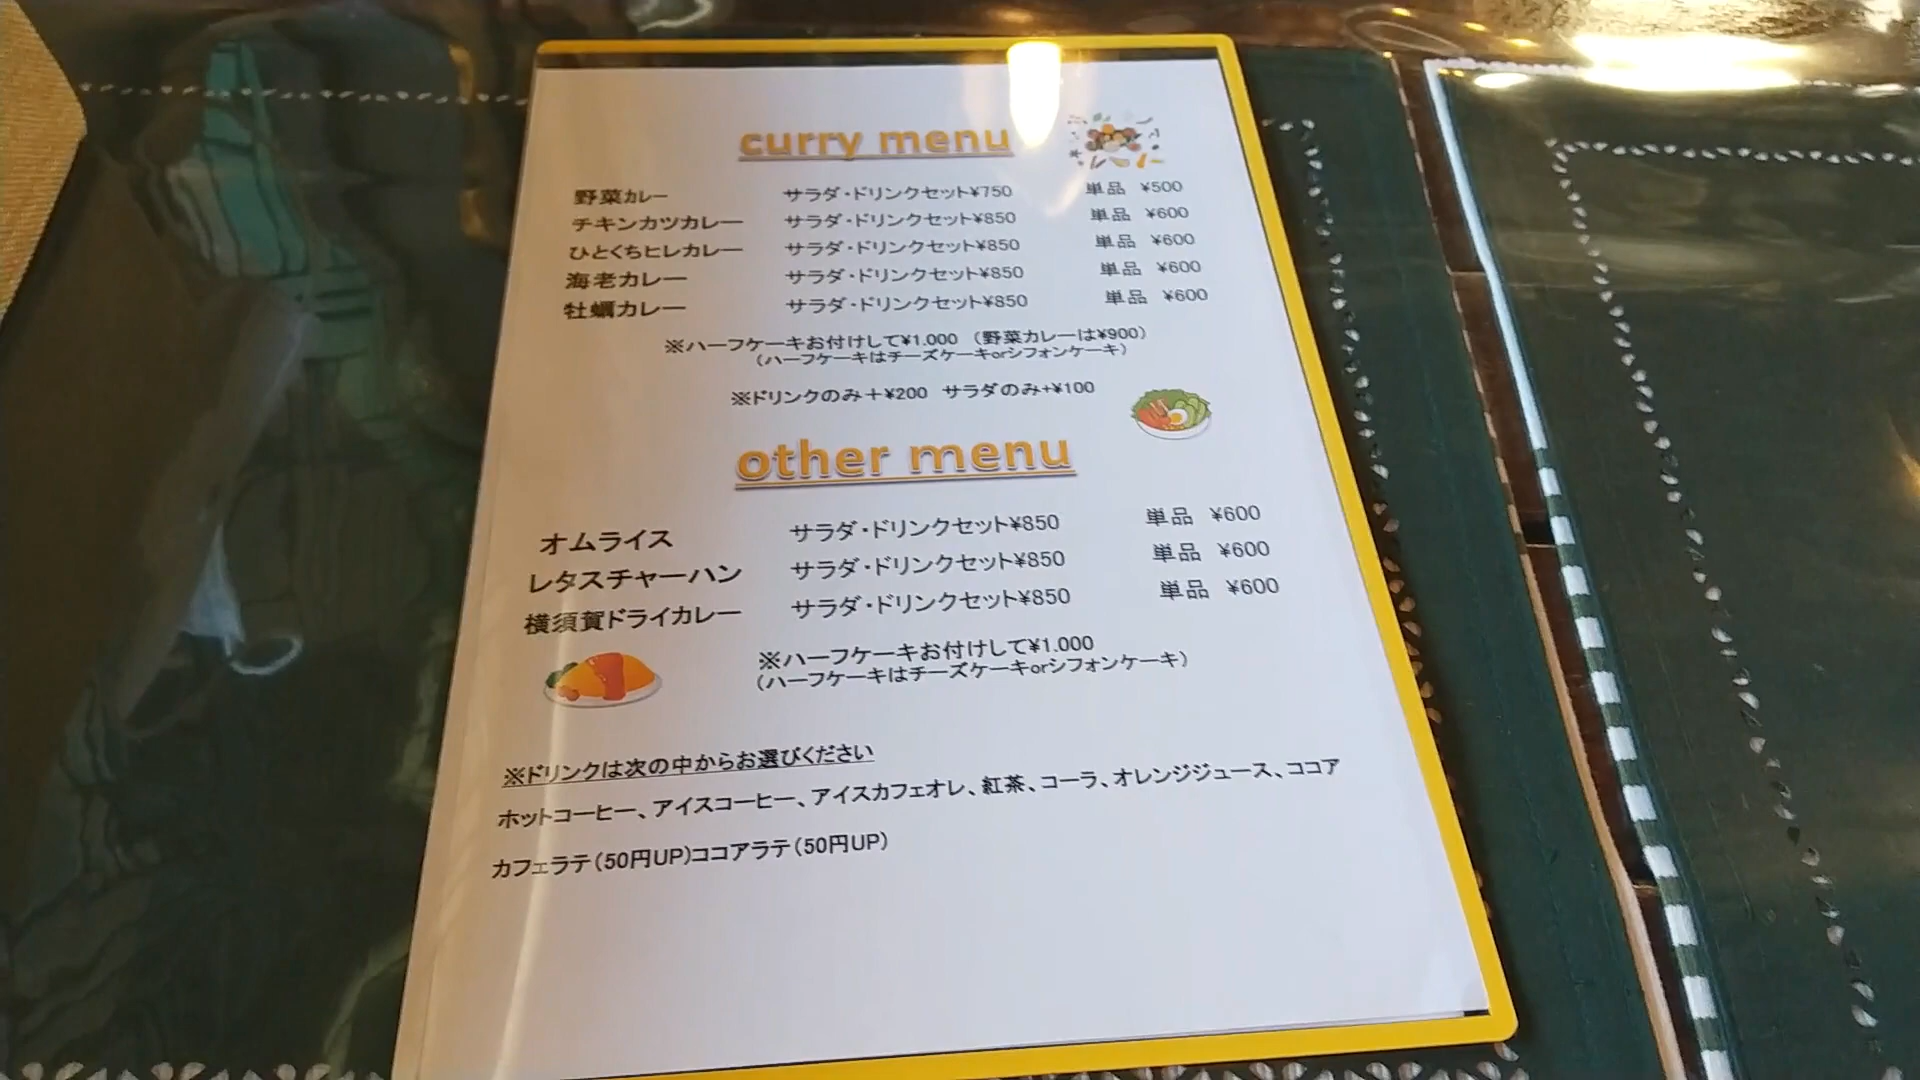 curry menu
野菜カレー サラダ・ドリンクセット¥750 単品 ¥500
チキンカツカレー サラダ・ドリンクセット¥850 単品 ¥600
ひとくちヒレカレー サラダ・ドリンクセット¥850 単品 ¥600
海老カレー サラダ・ドリンクセット¥850 単品 ¥600
牡蠣カレー サラダ・ドリンクセット¥850 単品 ¥600
※ハーフケーキお付けして¥1.000 （野菜カレーは¥900）
（ハーフケーキはチーズケーキorシフォンケーキ）
※ドリンクのみ＋¥200 サラダのみ+¥100
other menu
オムライス サラダ・ドリンクセット¥850 単品 ¥600
レタスチャーハン サラダ・ドリンクセット¥850 単品 ¥600
横須賀ドライカレー サラダ・ドリンクセット¥850 単品 ¥600
※ハーフケーキお付けして¥1.000
（ハーフケーキはチーズケーキorシフォンケーキ）
※ドリンクは次の中からお選びください
ホットコーヒー、アイスコーヒー、アイスカフェオレ、紅茶、コーラ、オレンジジュース、ココア
カフェラテ（50円UP）ココアラテ（50円UP）